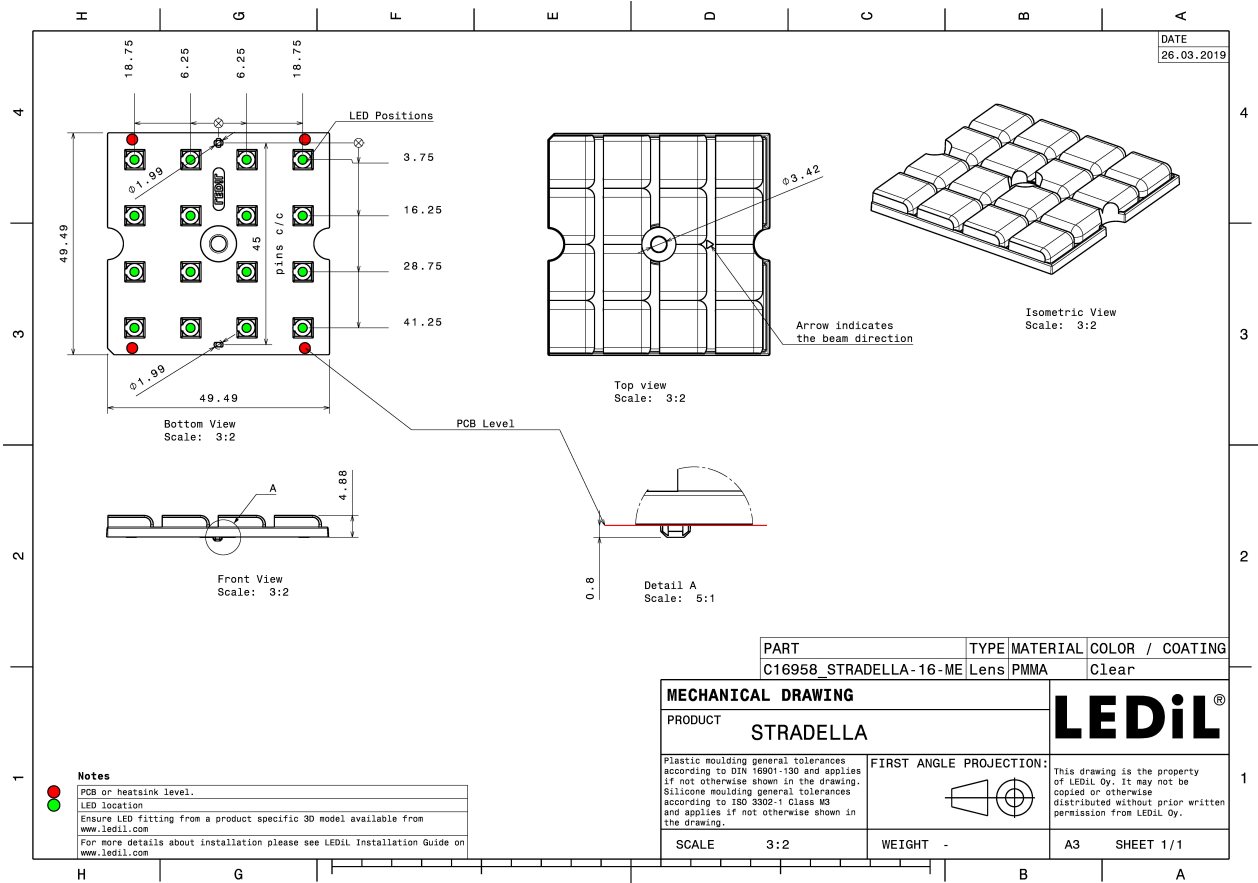 H G F E D C B A
DATE
26.03.2019
4 4
18.75 6.25 6.25 18.75
LED Positions
3.75
Φ1.99
LEDiL
16.25
49.49
45
pins c/c
28.75
41.25
Φ1.99
49.49
Bottom View
Scale: 3:2
Φ3.42
Arrow indicates
the beam direction
Top view
Scale: 3:2
Isometric View
Scale: 3:2
3 3
PCB Level
A
4.88
Front View
Scale: 3:2
0.8
Detail A
Scale: 5:1
2 2
PART TYPE MATERIAL COLOR / COATING
C16958_STRADELLA-16-ME Lens PMMA Clear
MECHANICAL DRAWING
PRODUCT
STRADELLA
LEDiL®
Plastic moulding general tolerances
according to DIN 16901-130 and applies
if not otherwise shown in the drawing.
Silicone moulding general tolerances
according to ISO 3302-1 Class M3
and applies if not otherwise shown in
the drawing.
FIRST ANGLE PROJECTION:
This drawing is the property
of LEDiL Oy. It may not be
copied or otherwise
distributed without prior written
permission from LEDiL Oy.
SCALE 3:2 WEIGHT - A3 SHEET 1/1
1 1
Notes
PCB or heatsink level.
LED location
Ensure LED fitting from a product specific 3D model available from
www.ledil.com
For more details about installation please see LEDiL Installation Guide on
www.ledil.com
H G B A